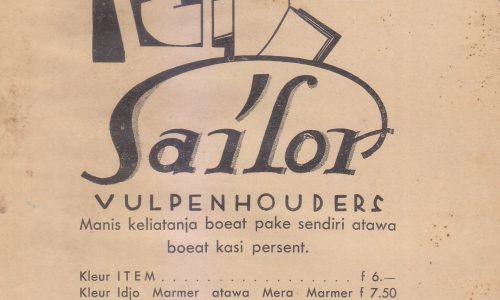 Sailor
VULPENHOUDERS
Manis keliatanja boeat pake sendiri atawa
boeat kasi persent.
Kleur ITEM . . . . . . . . . . . . . . . . . f 6.—
Kleur Idjo Marmer atawa Mera Marmer f 7.50